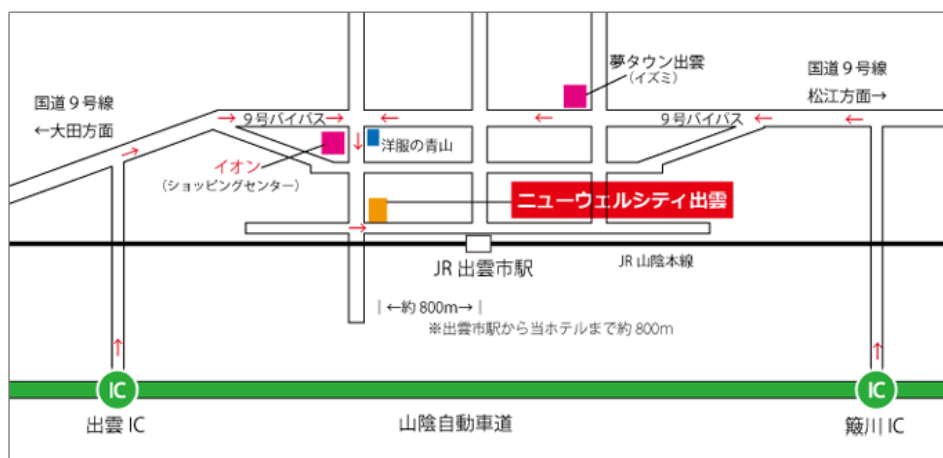 夢タウン出雲
(イズミ)
国道９号線
松江方面→
国道９号線
←大田方面
９号バイパス
９号バイパス
洋服の青山
イオン
(ショッピングセンター)
ニューウェルシティ出雲
JR 出雲市駅
JR 山陰本線
|←約 800m→|
※出雲市駅から当ホテルまで約 800m
IC
IC
出雲 IC
山陰自動車道
簸川 IC